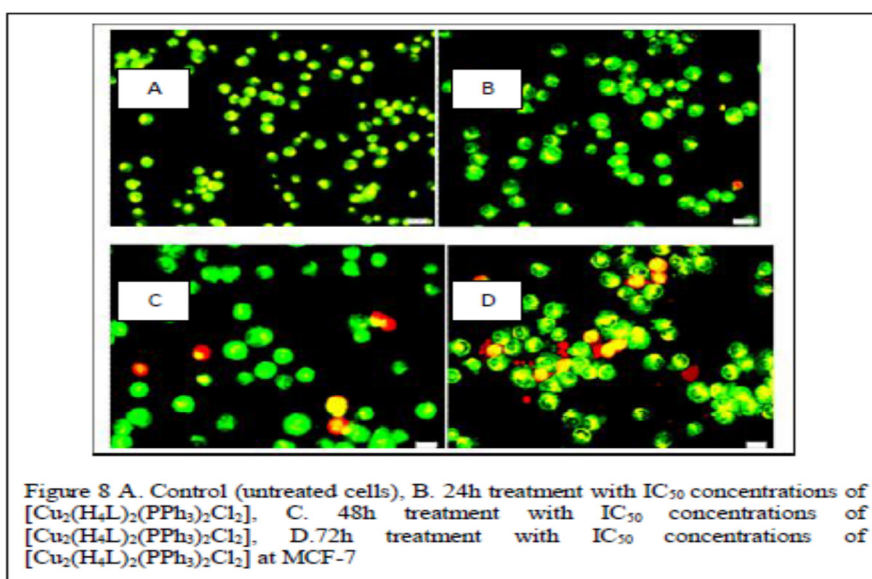 A
B
C
D
Figure 8 A. Control (untreated cells), B. 24h treatment with IC₅₀ concentrations of
[Cu₂(H₄L)₂(PPh₃)₂Cl₂], C. 48h treatment with IC₅₀ concentrations of
[Cu₂(H₄L)₂(PPh₃)₂Cl₂], D.72h treatment with IC₅₀ concentrations of
[Cu₂(H₄L)₂(PPh₃)₂Cl₂] at MCF-7